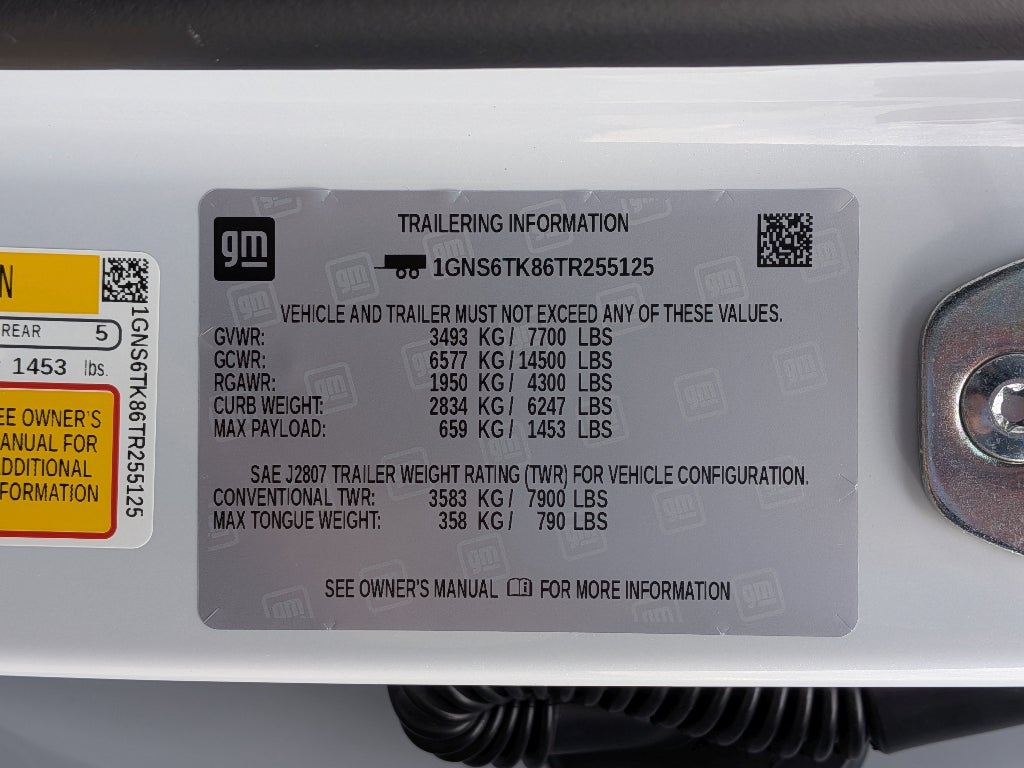 gm
TRAILERING INFORMATION
1GNS6TK86TR255125
VEHICLE AND TRAILER MUST NOT EXCEED ANY OF THESE VALUES.
GVWR: 3493 KG / 7700 LBS
GCWR: 6577 KG / 14500 LBS
RGAWR: 1950 KG / 4300 LBS
CURB WEIGHT: 2834 KG / 6247 LBS
MAX PAYLOAD: 659 KG / 1453 LBS
SAE J2807 TRAILER WEIGHT RATING (TWR) FOR VEHICLE CONFIGURATION.
CONVENTIONAL TWR: 3583 KG / 7900 LBS
MAX TONGUE WEIGHT: 358 KG / 790 LBS
SEE OWNER'S MANUAL FOR MORE INFORMATION
N
REAR 5
1453 lbs.
EE OWNER'S
ANUAL FOR
ADDITIONAL
FORMATION
1GNS6TK86TR255125